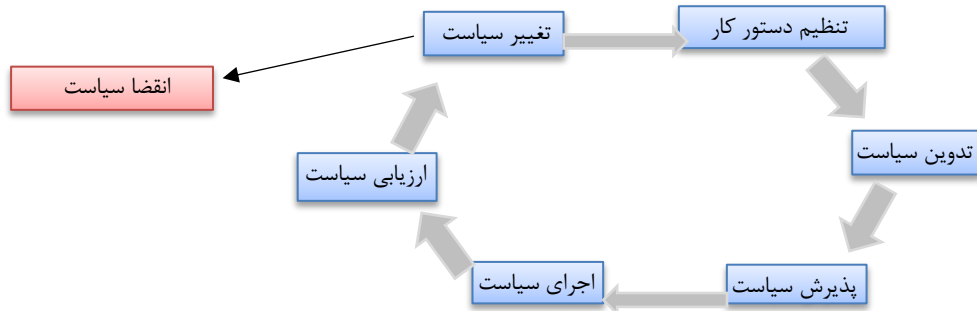 تنظیم دستور کار
تغییر سیاست
انقضا سیاست
تدوین سیاست
ارزیابی سیاست
پذیرش سیاست
اجرای سیاست